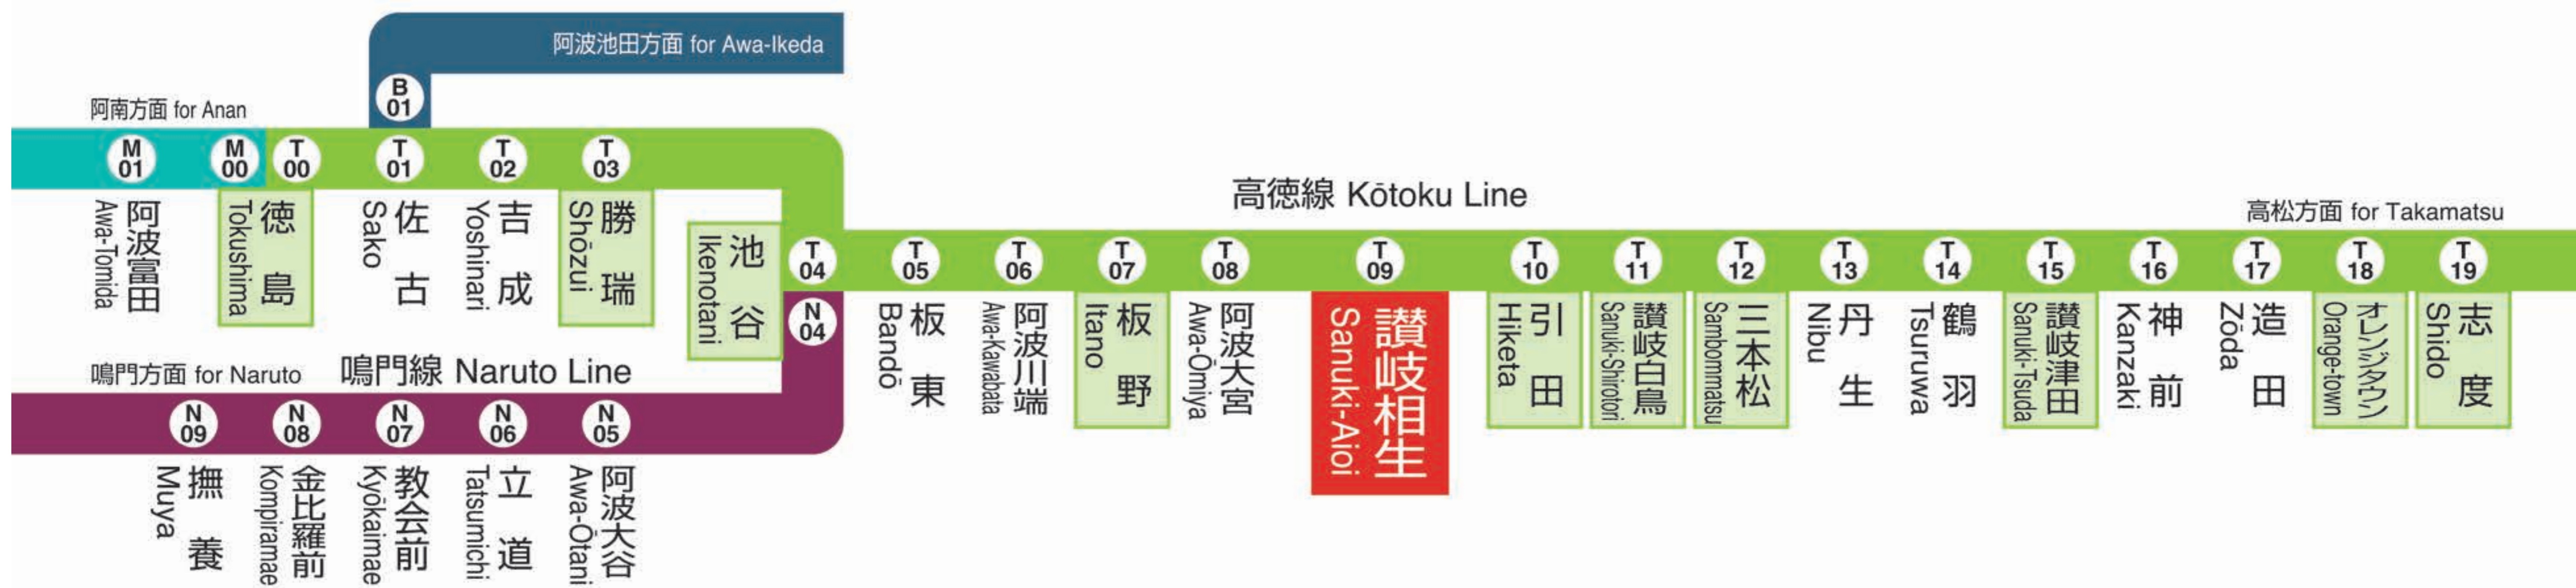 阿波池田方面 for Awa-Ikeda
B 01
阿南方面 for Anan
M 01
M 00
T 00
T 01
T 02
T 03
阿波富田 Awa-Tomida
徳島 Tokushima
佐古 Sako
吉成 Yoshinari
勝瑞 Shōzui
池谷 Ikenotani
T 04
N 04
高徳線 Kōtoku Line
高松方面 for Takamatsu
T 05
T 06
T 07
T 08
T 09
T 10
T 11
T 12
T 13
T 14
T 15
T 16
T 17
T 18
T 19
板東 Bandō
阿波川端 Awa-Kawabata
板野 Itano
阿波大宮 Awa-Ōmiya
讃岐相生 Sanuki-Aioi
引田 Hiketa
讃岐白鳥 Sanuki-Shirotori
三本松 Sambommatsu
丹生 Nibu
鶴羽 Tsuruwa
讃岐津田 Sanuki-Tsuda
神前 Kanzaki
造田 Zōda
オレンジタウン Orange-town
志度 Shido
鳴門方面 for Naruto
鳴門線 Naruto Line
N 09
N 08
N 07
N 06
N 05
撫養 Muya
金比羅前 Kompiramae
教会前 Kyōkaimae
立道 Tatsumichi
阿波大谷 Awa-Ōtani